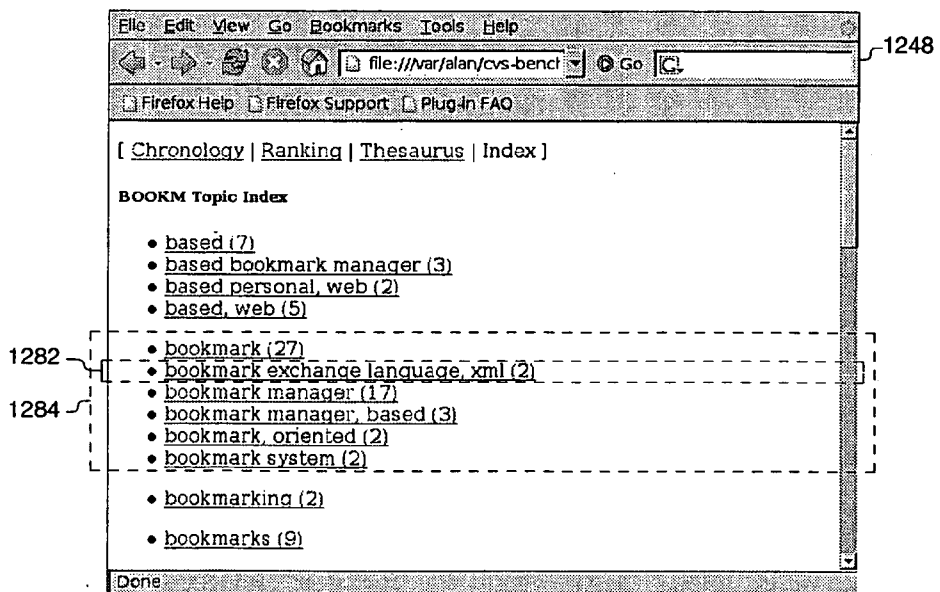 File Edit View Go Bookmarks Tools Help
file:///var/alan/cvs-bench Go G
1248
Firefox Help Firefox Support Plug-in FAQ
[ Chronology | Ranking | Thesaurus | Index ]
BOOKM Topic Index
• based (7)
• based bookmark manager (3)
• based personal, web (2)
• based, web (5)
• bookmark (27)
1282
• bookmark exchange language, xml (2)
• bookmark manager (17)
1284
• bookmark manager, based (3)
• bookmark, oriented (2)
• bookmark system (2)
• bookmarking (2)
• bookmarks (9)
Done